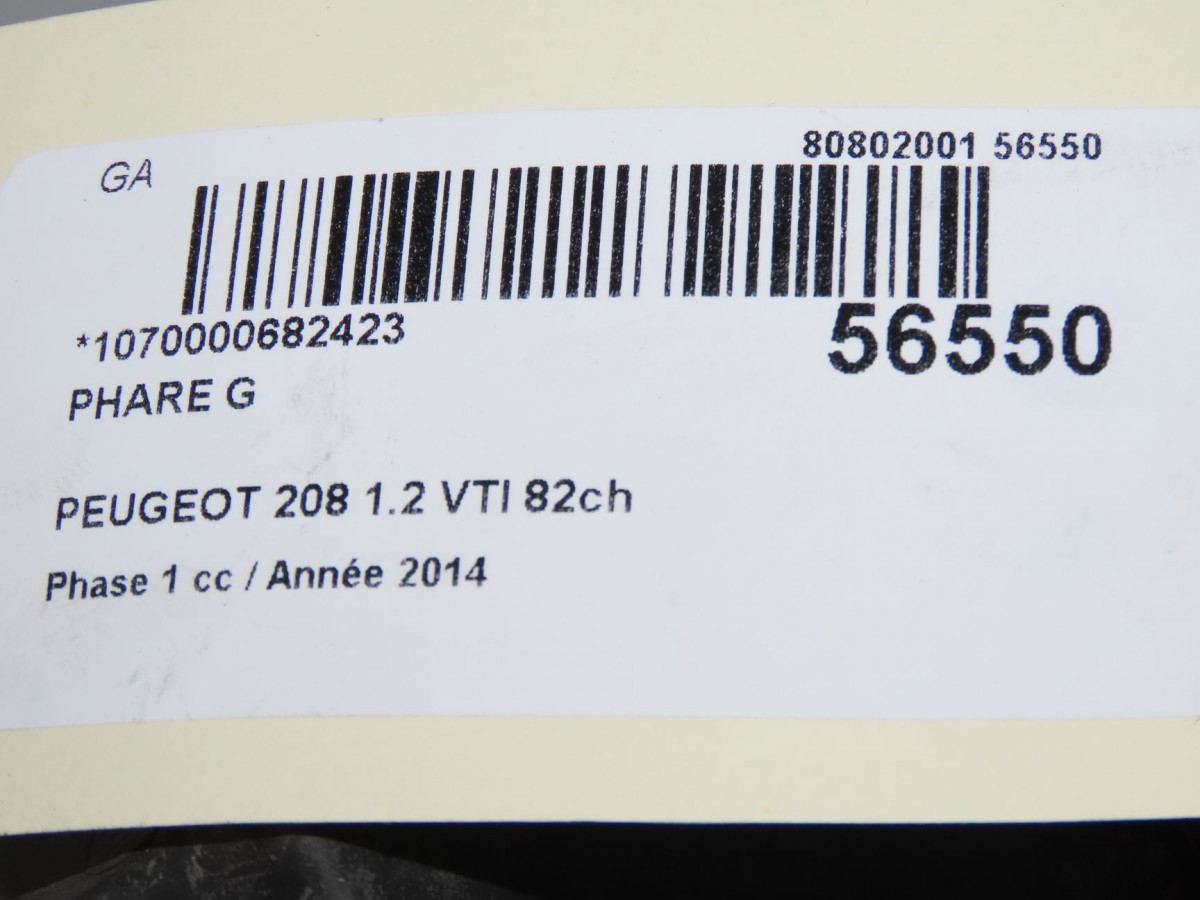 80802001 56550
GA
*1070000682423
56550
PHARE G
PEUGEOT 208 1.2 VTI 82ch
Phase 1 cc / Année 2014